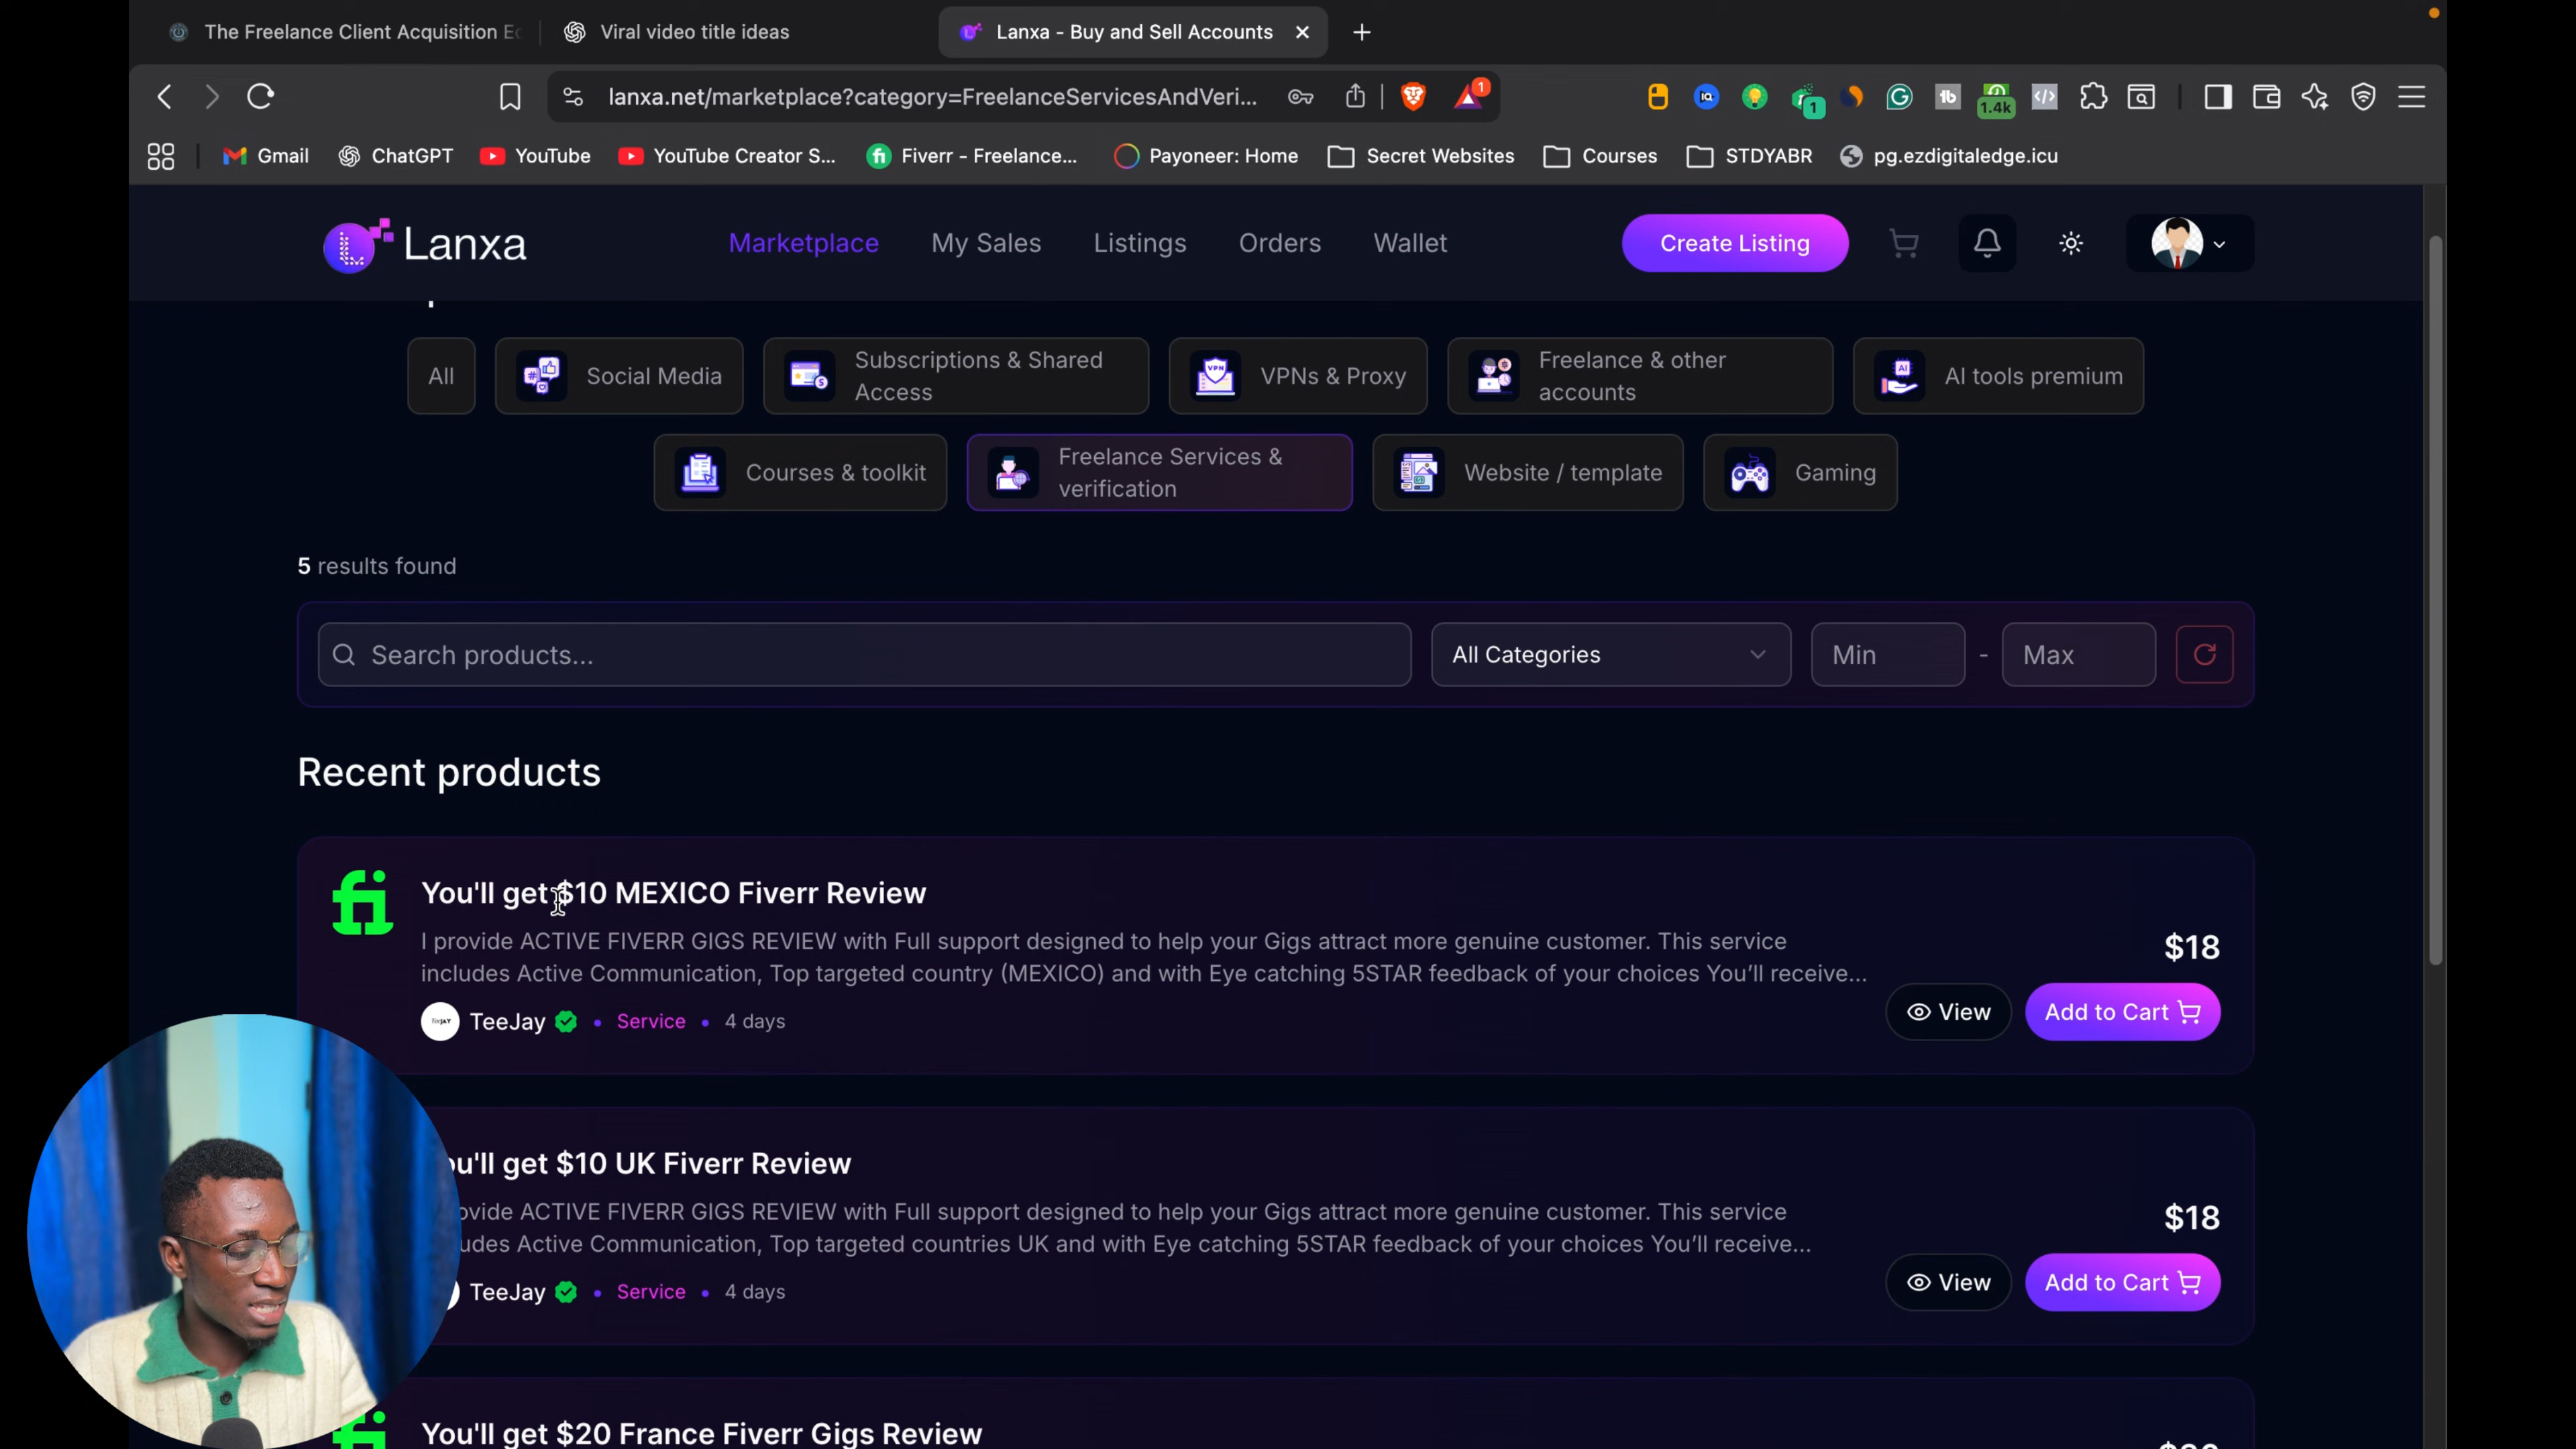 The Freelance Client Acquisition Ec
Viral video title ideas
Lanxa - Buy and Sell Accounts
lanxa.net/marketplace?category=FreelanceServicesAndVeri...
1
1
1.4k
Gmail
ChatGPT
YouTube
YouTube Creator S...
Fiverr - Freelance...
Payoneer: Home
Secret Websites
Courses
STDYABR
pg.ezdigitaledge.icu
Lanxa
Marketplace
My Sales
Listings
Orders
Wallet
Create Listing
All
Social Media
Subscriptions & Shared
Access
VPN
VPNs & Proxy
Freelance & other
accounts
AI
AI tools premium
Courses & toolkit
Freelance Services &
verification
Website / template
Gaming
5 results found
Search products...
All Categories
Min
-
Max
Recent products
fi
You'll get $10 MEXICO Fiverr Review
I provide ACTIVE FIVERR GIGS REVIEW with Full support designed to help your Gigs attract more genuine customer. This service
includes Active Communication, Top targeted country (MEXICO) and with Eye catching 5STAR feedback of your choices You'll receive...
TeeJay • Service • 4 days
$18
View
Add to Cart
ou'll get $10 UK Fiverr Review
ovide ACTIVE FIVERR GIGS REVIEW with Full support designed to help your Gigs attract more genuine customer. This service
udes Active Communication, Top targeted countries UK and with Eye catching 5STAR feedback of your choices You'll receive...
TeeJay • Service • 4 days
$18
View
Add to Cart
You'll get $20 France Fiverr Gigs Review